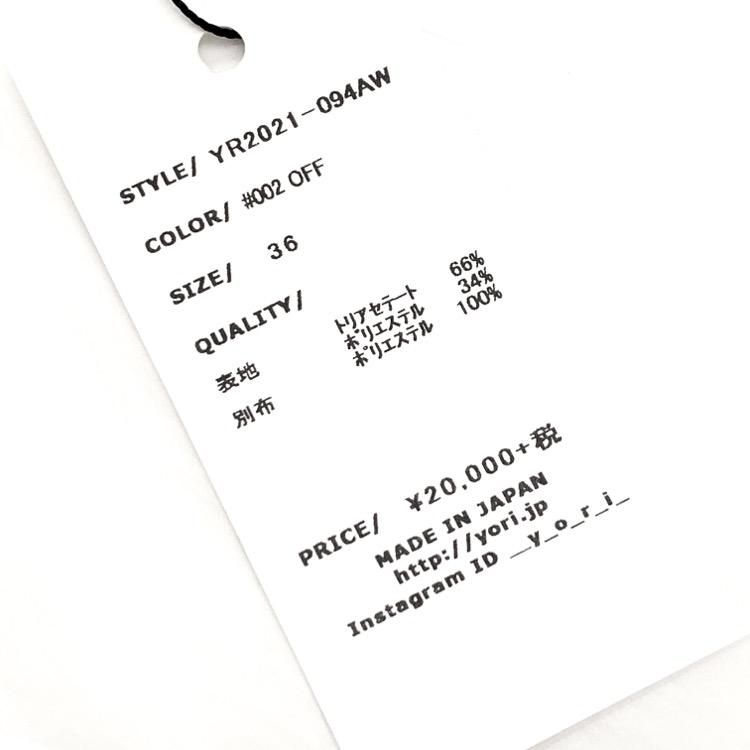 STYLE/ YR2021-094AW
COLOR/ #002 OFF
SIZE/ 36
QUALITY/
表地 トリアセテート 66%
ポリエステル 34%
別布 ポリエステル 100%
PRICE/ ¥20,000+税
MADE IN JAPAN
http://yori.jp
Instagram ID __y_o_r_i_